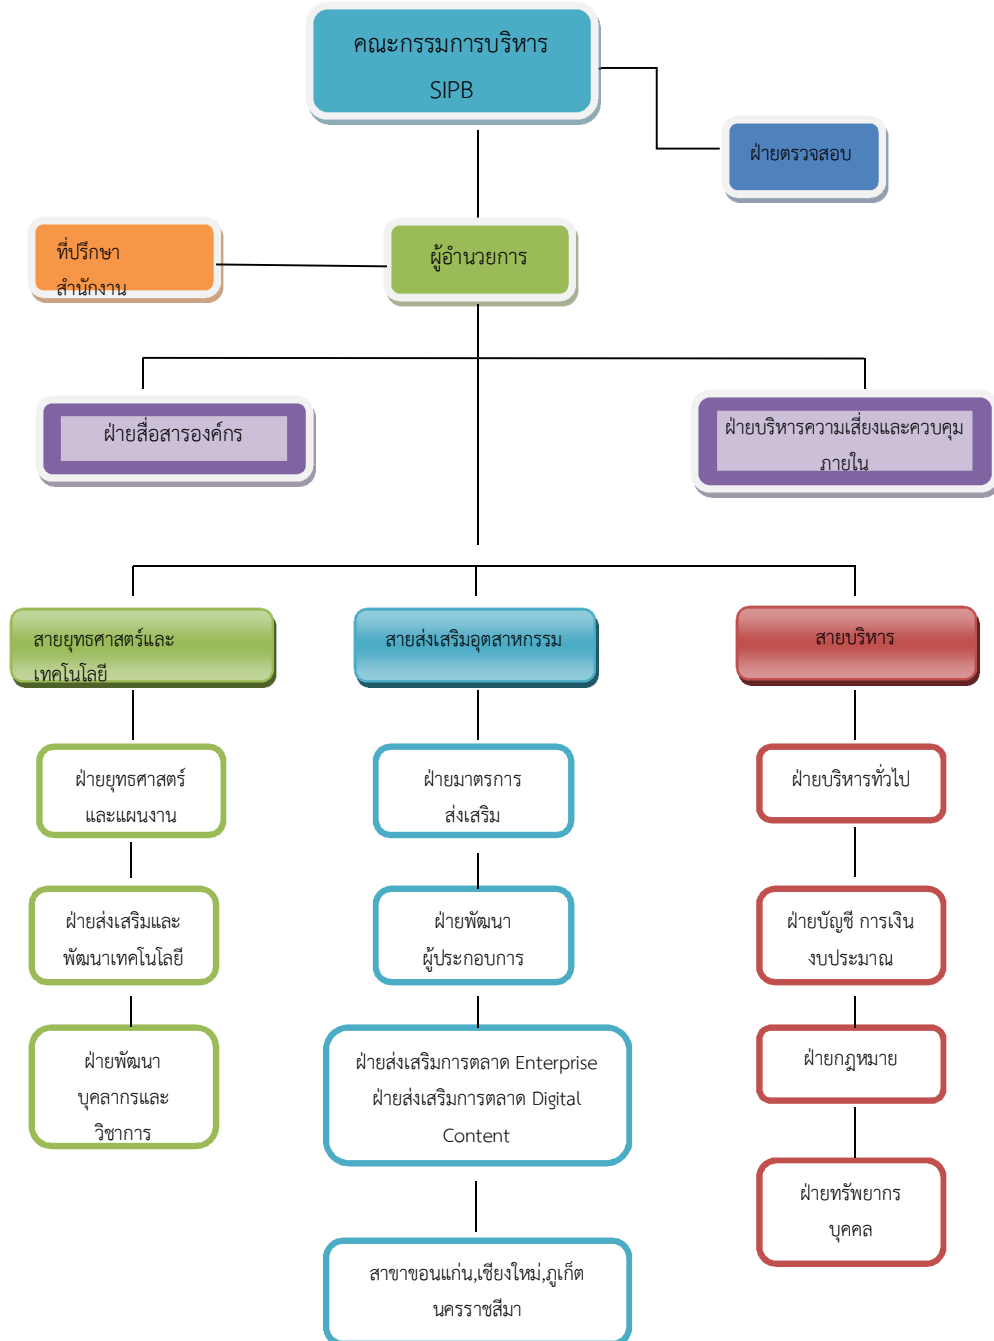 คณะกรรมการบริหาร
SIPB
ฝ่ายตรวจสอบ
ที่ปรึกษา
สำนักงาน
ผู้อำนวยการ
ฝ่ายสื่อสารองค์กร
ฝ่ายบริหารความเสี่ยงและควบคุม
ภายใน
สายยุทธศาสตร์และ
เทคโนโลยี
สายส่งเสริมอุตสาหกรรม
สายบริหาร
ฝ่ายยุทธศาสตร์
และแผนงาน
ฝ่ายมาตรการ
ส่งเสริม
ฝ่ายบริหารทั่วไป
ฝ่ายส่งเสริมและ
พัฒนาเทคโนโลยี
ฝ่ายพัฒนา
ผู้ประกอบการ
ฝ่ายบัญชี การเงิน
งบประมาณ
ฝ่ายพัฒนา
บุคลากรและ
วิชาการ
ฝ่ายส่งเสริมการตลาด Enterprise
ฝ่ายส่งเสริมการตลาด Digital
Content
ฝ่ายกฎหมาย
ฝ่ายทรัพยากร
บุคคล
สาขาขอนแก่น,เชียงใหม่,ภูเก็ต
นครราชสีมา